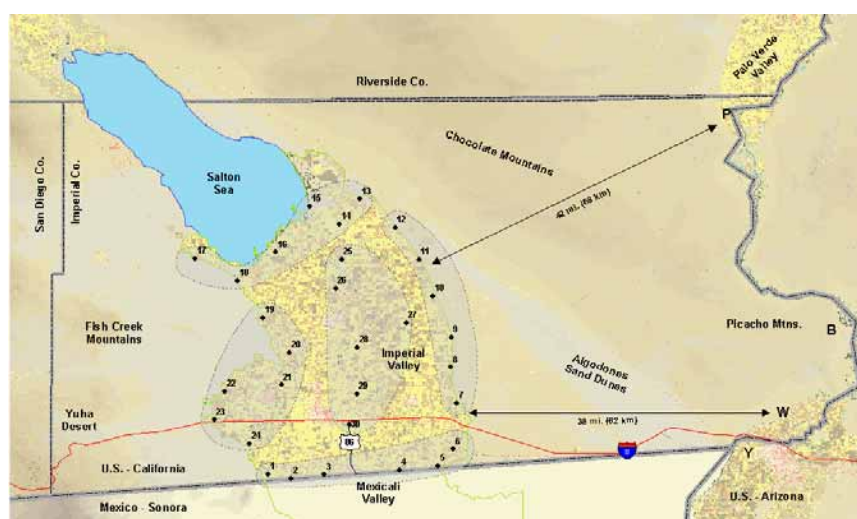 Palo Verde
Valley
Riverside Co.
P
Chocolate Mountains
San Diego Co.
Imperial Co.
Salton
Sea
42 mi. (68 km)
15
13
14
12
16
17
18
25
11
26
10
19
27
Fish Creek
Mountains
20
28
Imperial
Valley
9
8
Picacho Mtns.
B
Algodones
Sand Dunes
22
21
29
7
23
Yuha
Desert
30
86
38 mi. (62 km)
W
24
6
8
Y
U.S. - California
1
2
3
4
5
Mexicali
Valley
Mexico - Sonora
U.S. - Arizona